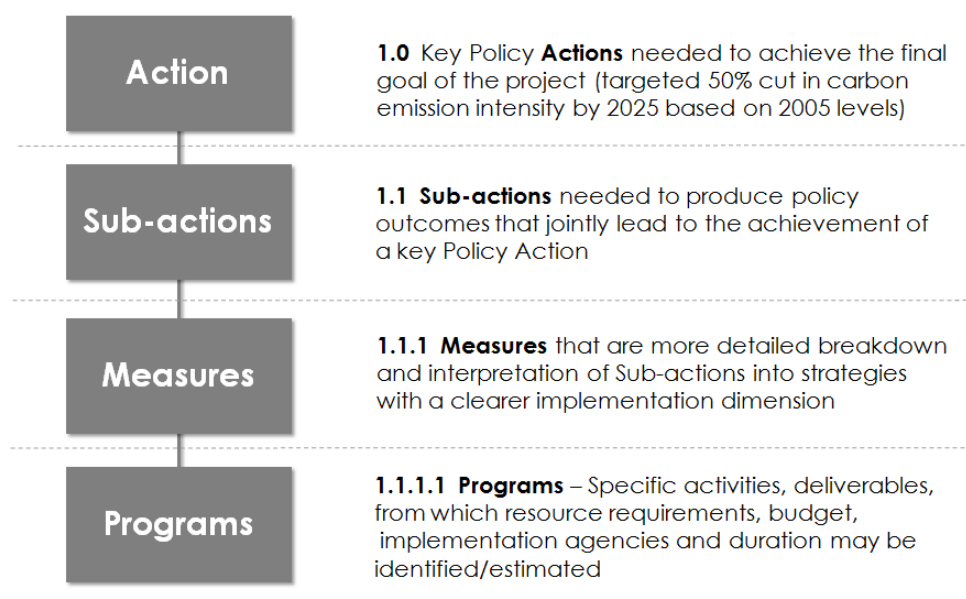 Action
1.0 Key Policy Actions needed to achieve the final
goal of the project (targeted 50% cut in carbon
emission intensity by 2025 based on 2005 levels)
Sub-actions
1.1 Sub-actions needed to produce policy
outcomes that jointly lead to the achievement of
a key Policy Action
Measures
1.1.1 Measures that are more detailed breakdown
and interpretation of Sub-actions into strategies
with a clearer implementation dimension
Programs
1.1.1.1 Programs – Specific activities, deliverables,
from which resource requirements, budget,
implementation agencies and duration may be
identified/estimated